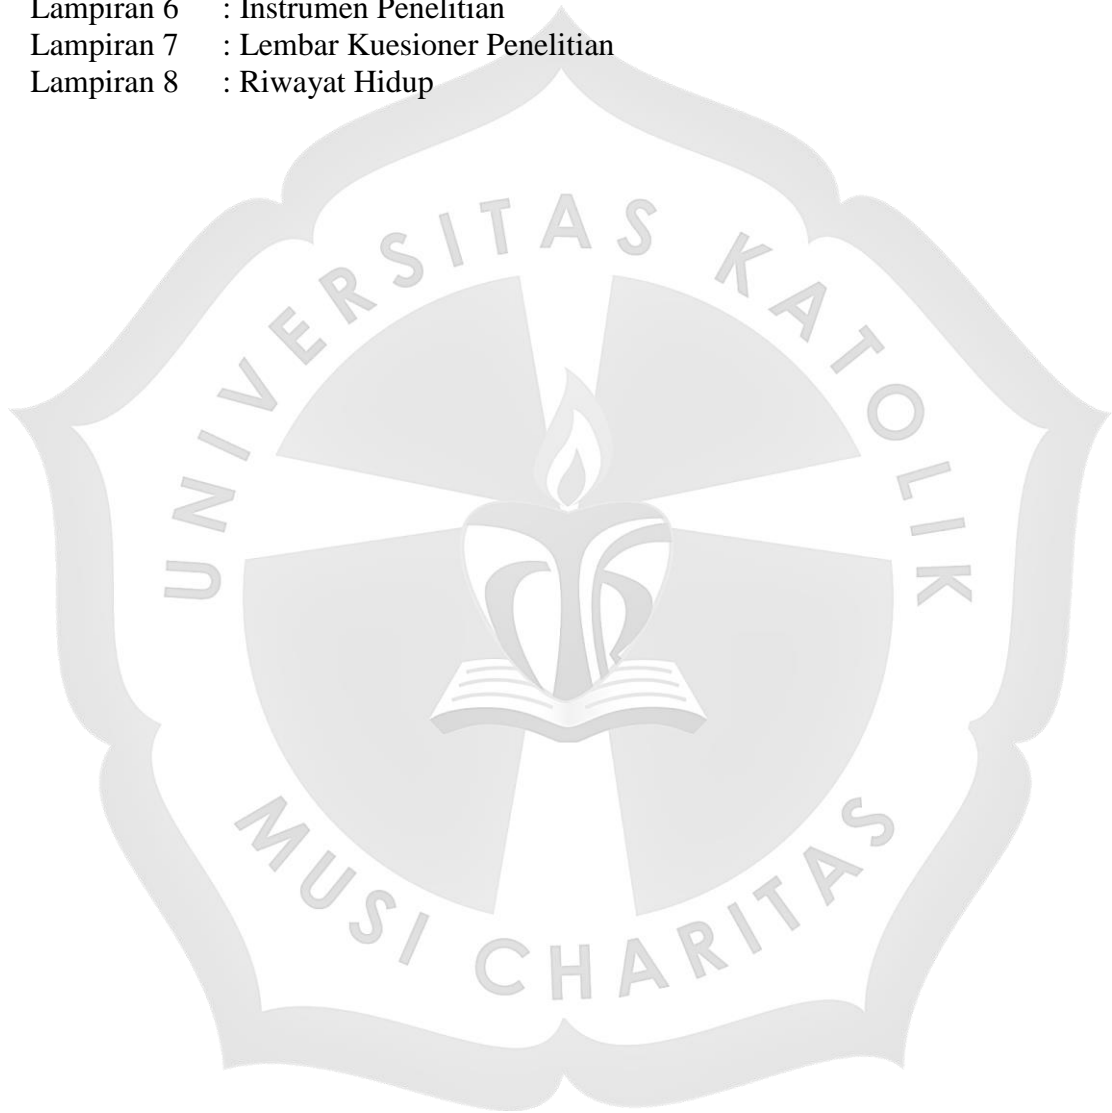 Lampiran 6 : Instrumen Penelitian
Lampiran 7 : Lembar Kuesioner Penelitian
Lampiran 8 : Riwayat Hidup
UNIVERSITAS KATOLIK
MUSI CHARITAS